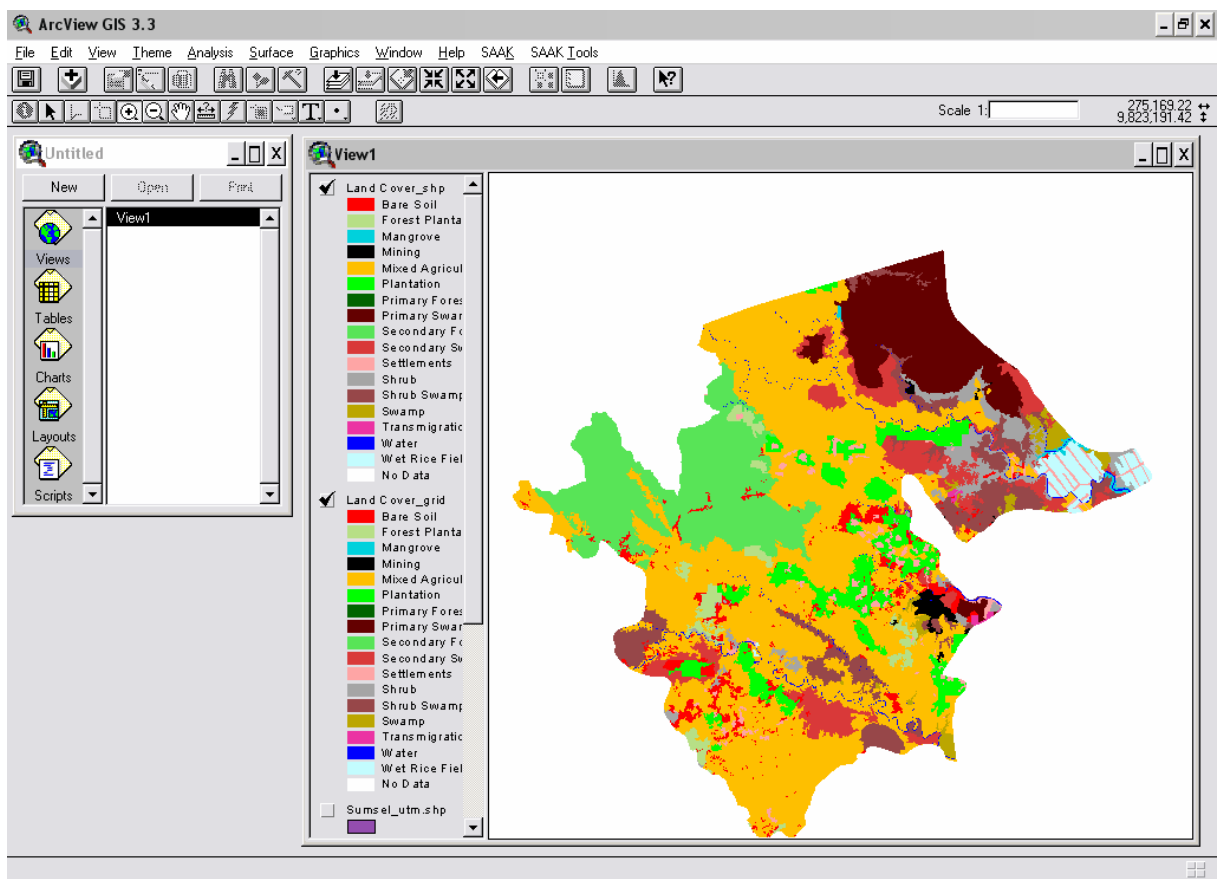 ArcView GIS 3.3
File Edit View Theme Analysis Surface Graphics Window Help SAAK SAAK Tools
Scale 1: 275,169.22
9,823,191.42
Untitled
New Open Print
View1
Views
Tables
Charts
Layouts
Scripts
View1
Land Cover_shp
Bare Soil
Forest Planta
Mangrove
Mining
Mixed Agricul
Plantation
Primary Fores
Primary Swar
Secondary Fo
Secondary Sw
Settlements
Shrub
Shrub Swamp
Swamp
Transmigratic
Water
Wet Rice Field
No Data
Land Cover_grid
Bare Soil
Forest Planta
Mangrove
Mining
Mixed Agricul
Plantation
Primary Fores
Primary Swar
Secondary Fo
Secondary Sw
Settlements
Shrub
Shrub Swamp
Swamp
Transmigratic
Water
Wet Rice Fiel
No Data
Sumsel_utm.shp